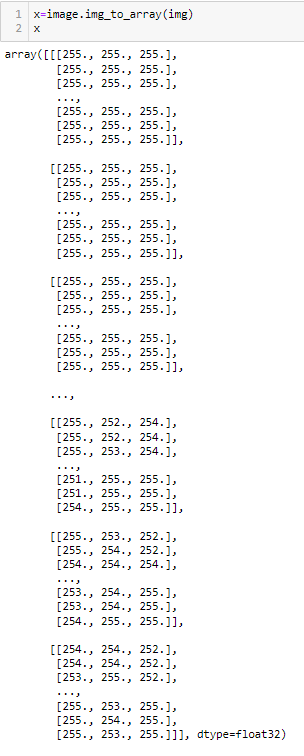 1 x=image.img_to_array(img)
2 x
array([[[255., 255., 255.],
[255., 255., 255.],
[255., 255., 255.],
...,
[255., 255., 255.],
[255., 255., 255.],
[255., 255., 255.]],
[[255., 255., 255.],
[255., 255., 255.],
[255., 255., 255.],
...,
[255., 255., 255.],
[255., 255., 255.],
[255., 255., 255.]],
[[255., 255., 255.],
[255., 255., 255.],
[255., 255., 255.],
...,
[255., 255., 255.],
[255., 255., 255.],
[255., 255., 255.]],
...,
[[255., 252., 254.],
[255., 252., 254.],
[255., 253., 254.],
...,
[251., 255., 255.],
[251., 255., 255.],
[254., 255., 255.]],
[[255., 253., 252.],
[255., 254., 252.],
[254., 254., 254.],
...,
[253., 254., 255.],
[253., 254., 255.],
[254., 255., 255.]],
[[254., 254., 252.],
[254., 254., 252.],
[253., 255., 252.],
...,
[255., 253., 255.],
[255., 254., 255.],
[255., 253., 255.]]], dtype=float32)